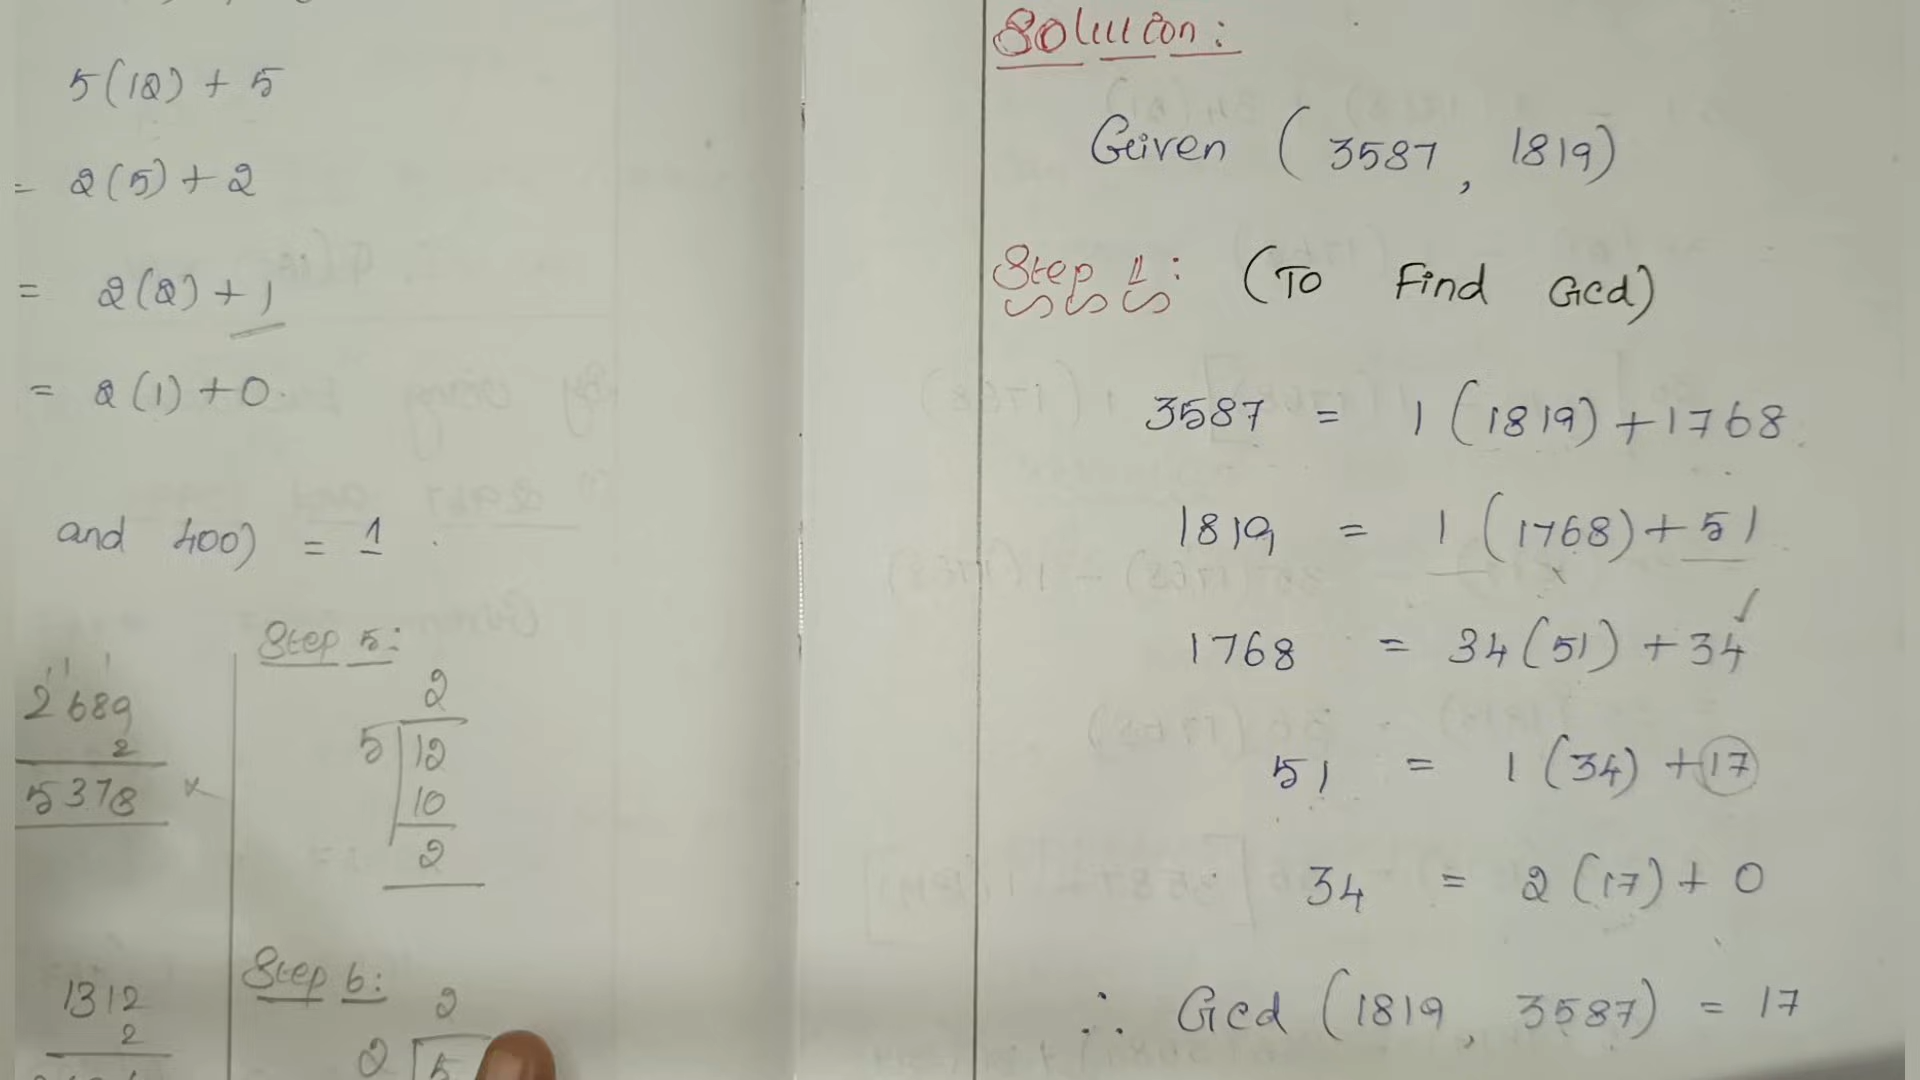 5(12) + 5
= 2(5) + 2
= 2(2) + 1
= 2(1) + 0
and 400) = 1
2689
2
5378
Step 5:
2
5 12
10
2
1312
2
Step 6:
2
2 5
Solution:
Given (3587, 1819)
Step 1: (To Find Gcd)
3587 = 1(1819) + 1768
1819 = 1(1768) + 51
1768 = 34(51) + 34
51 = 1(34) + 17
34 = 2(17) + 0
∴ Gcd (1819, 3587) = 17